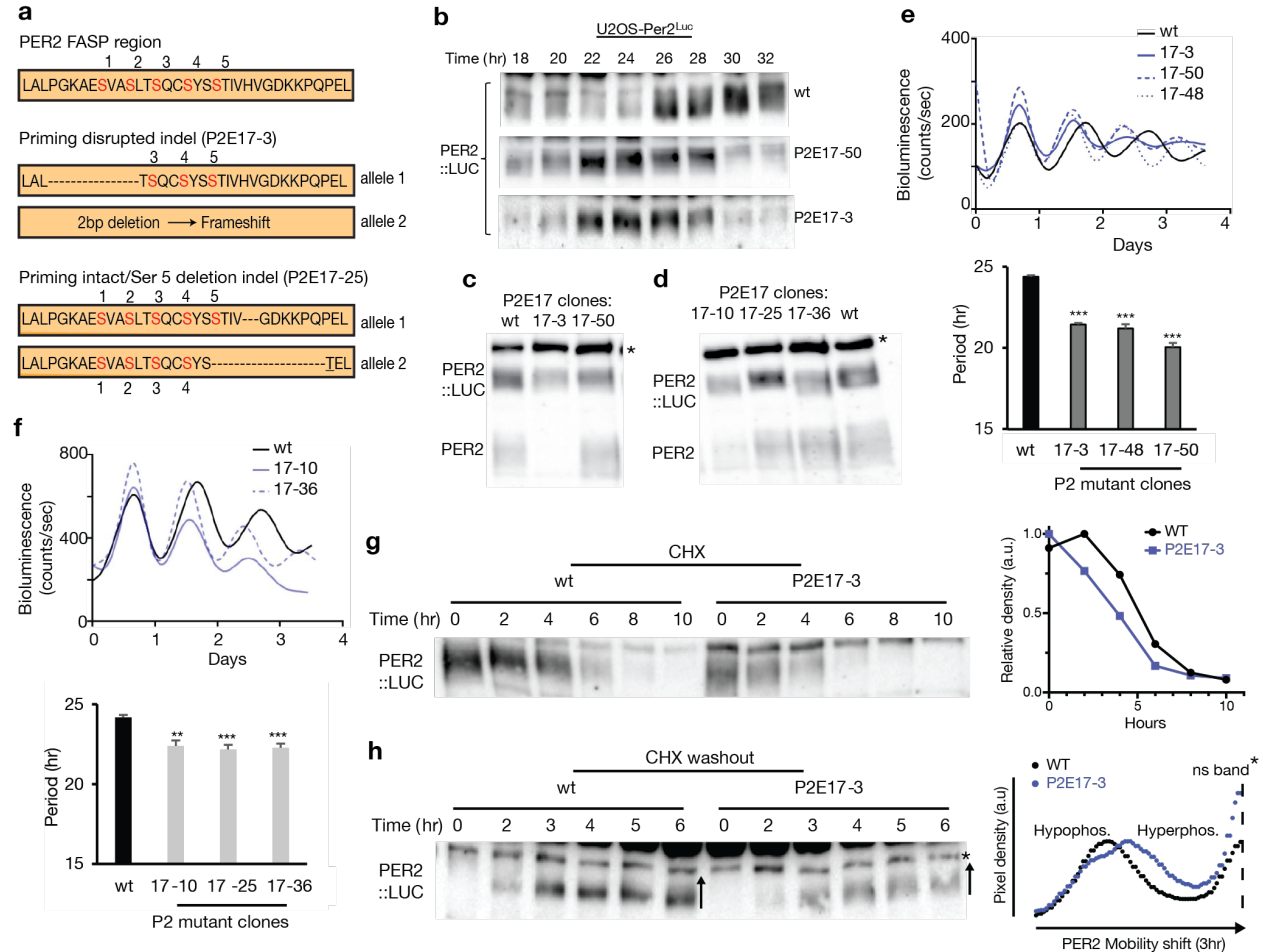 a
PER2 FASP region
1 2 3 4 5
LALPGKAESVASLTSQCSYSSTIVHVGDKKPQPEL
Priming disrupted indel (P2E17-3)
3 4 5
LAL----------------TSQCSYSSTIVHVGDKKPQPEL allele 1
2bp deletion → Frameshift allele 2
Priming intact/Ser 5 deletion indel (P2E17-25)
1 2 3 4 5
LALPGKAESVASLTSQCSYSSTIV---GDKKPQPEL allele 1
LALPGKAESVASLTSQCSYS--------------------TEL allele 2
1 2 3 4
b
U2OS-Per2Luc
Time (hr) 18 20 22 24 26 28 30 32
wt
PER2
::LUC
P2E17-50
P2E17-3
c
P2E17 clones:
wt 17-3 17-50
*
PER2
::LUC
PER2
d
P2E17 clones:
17-10 17-25 17-36 wt
*
PER2
::LUC
PER2
e
wt
17-3
17-50
17-48
400
200
0
Bioluminescence
(counts/sec)
0 1 2 3 4
Days
25
20
15
Period (hr)
*** *** ***
wt 17-3 17-48 17-50
P2 mutant clones
f
wt
17-10
17-36
800
400
0
Bioluminescence
(counts/sec)
0 1 2 3 4
Days
25
20
15
Period (hr)
** *** ***
wt 17-10 17 -25 17-36
P2 mutant clones
g
CHX
wt P2E17-3
Time (hr) 0 2 4 6 8 10 0 2 4 6 8 10
PER2
::LUC
WT
P2E17-3
1.0
0.5
0.0
Relative density (a.u.)
0 5 10
Hours
h
CHX washout
wt P2E17-3
Time (hr) 0 2 3 4 5 6 0 2 3 4 5 6
PER2
::LUC
*
WT
P2E17-3
ns band*
Hypophos. Hyperphos.
Pixel density (a.u)
PER2 Mobility shift (3hr)